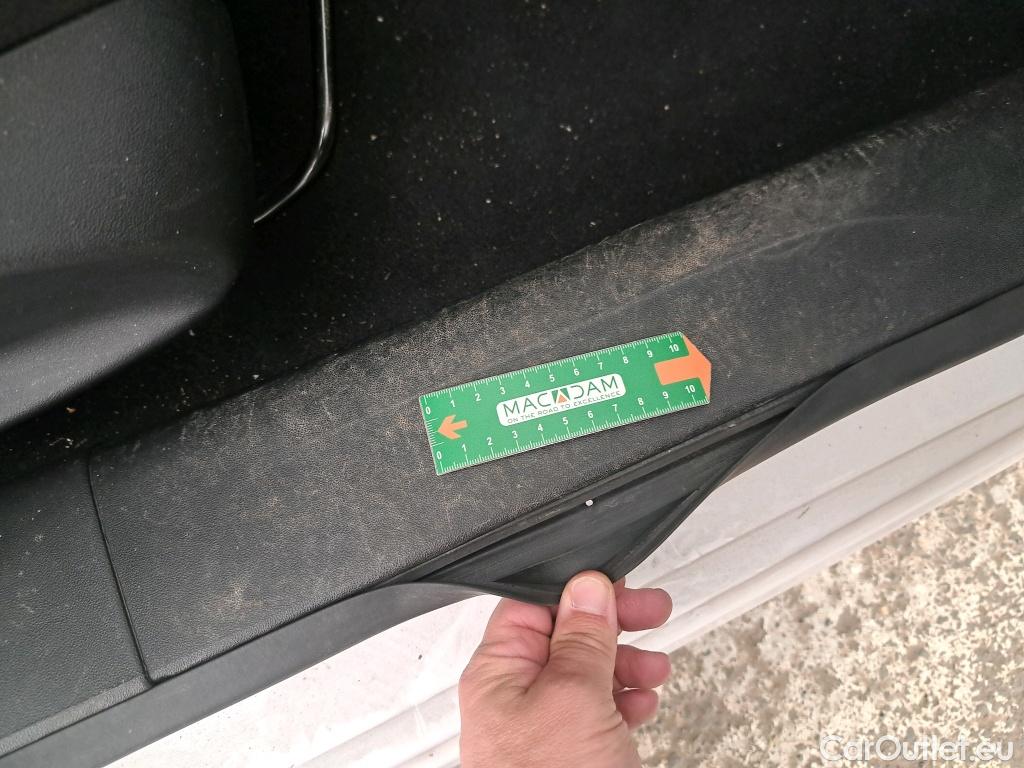 0 1 2 3 4 5 6 7 8 9 10
MACADAM
ON THE ROAD TO EXCELLENCE
0 1 2 3 4 5 6 7 8 9 10
CarOutlet.eu